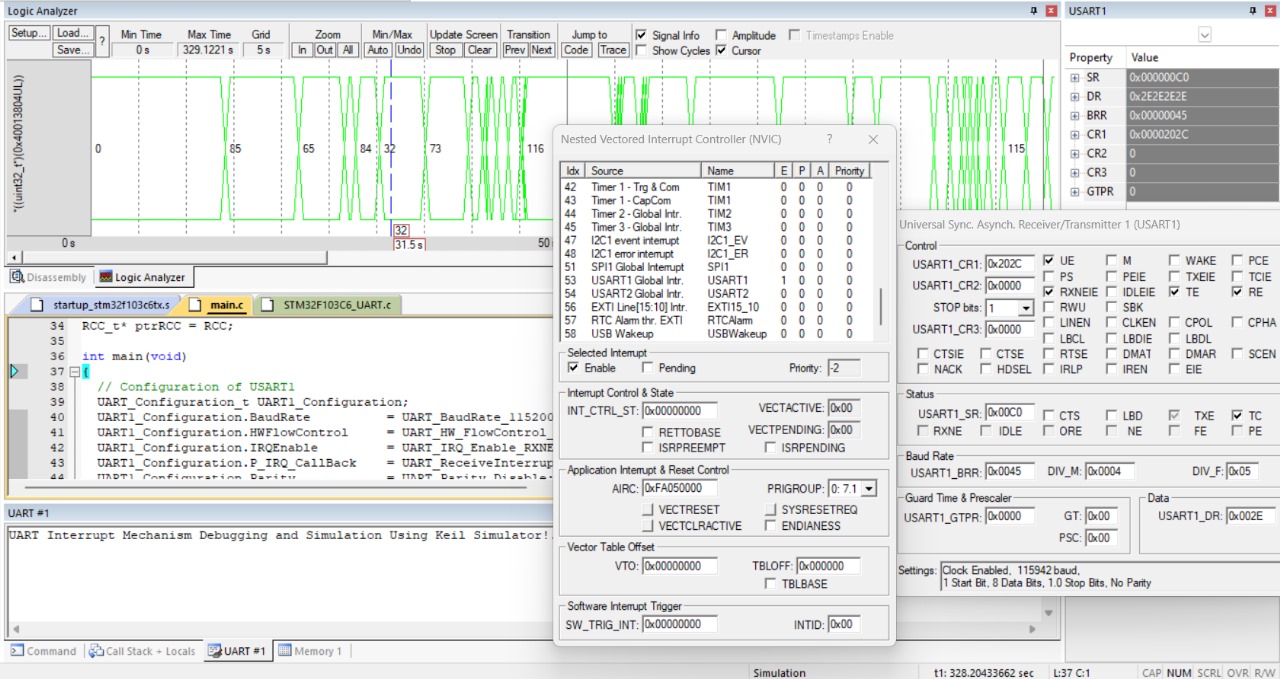 Logic Analyzer
Setup... Load... Save... ?
Min Time 0 s
Max Time 329.1221 s
Grid 5 s
Zoom In Out All
Min/Max Auto Undo
Update Screen Stop Clear
Transition Prev Next
Jump to Code Trace
Signal Info Amplitude Timestamps Enable
Show Cycles Cursor
*((uint32_t*)(0x40013804UL))
0 85 65 84 32 73 116 115
32
0 s 31.5 s 50
Disassembly Logic Analyzer
startup_stm32f103c6tx.s main.c STM32F103C6_UART.c
34 RCC_t* ptrRCC = RCC;
35
36 int main(void)
37 {
38 // Configuration of USART1
39 UART_Configuration_t UART1_Configuration;
40 UART1_Configuration.BaudRate = UART_BaudRate_115200
41 UART1_Configuration.HWFlowControl = UART_HW_FlowControl_
42 UART1_Configuration.IRQEnable = UART_IRQ_Enable_RXNE
43 UART1_Configuration.P_IRQ_CallBack = UART_ReceiveInterrup
44 UART1_Configuration.Parity = UART_Parity_Disable;
UART #1
UART Interrupt Mechanism Debugging and Simulation Using Keil Simulator!
Command Call Stack + Locals UART #1 Memory 1
Simulation t1: 328.20433662 sec L:37 C:1 CAP NUM SCRL OVR R/W
Nested Vectored Interrupt Controller (NVIC) ?
Idx Source Name E P A Priority
42 Timer 1 - Trg & Com TIM1 0 0 0 0
43 Timer 1 - CapCom TIM1 0 0 0 0
44 Timer 2 - Global Intr. TIM2 0 0 0 0
45 Timer 3 - Global Intr. TIM3 0 0 0 0
47 I2C1 event interrupt I2C1_EV 0 0 0 0
48 I2C1 error interrupt I2C1_ER 0 0 0 0
51 SPI1 Global Interrupt SPI1 0 0 0 0
53 USART1 Global Intr. USART1 1 0 0 0
54 USART2 Global Intr. USART2 0 0 0 0
56 EXTI Line[15:10] Intr. EXTI15_10 0 0 0 0
57 RTC Alarm thr. EXTI RTCAlarm 0 0 0 0
58 USB Wakeup USBWakeup 0 0 0 0
Selected Interrupt
Enable Pending Priority: -2
Interrupt Control & State
INT_CTRL_ST: 0x00000000 VECTACTIVE: 0x00
RETTOBASE VECTPENDING: 0x00
ISRPREEMPT ISRPENDING
Application Interrupt & Reset Control
AIRC: 0xFA050000 PRIGROUP: 0: 7.1
VECTRESET SYSRESETREQ
VECTCLRACTIVE ENDIANESS
Vector Table Offset
VTO: 0x00000000 TBLOFF: 0x000000
TBLBASE
Software Interrupt Trigger
SW_TRIG_INT: 0x00000000 INTID: 0x00
USART1
Property Value
SR 0x000000C0
DR 0x2E2E2E2E
BRR 0x00000045
CR1 0x0000202C
CR2 0
CR3 0
GTPR 0
Universal Sync. Asynch. Receiver/Transmitter 1 (USART1)
Control
USART1_CR1: 0x202C UE M WAKE PCE
PS PEIE TXEIE TCIE
USART1_CR2: 0x0000 RXNEIE IDLEIE TE RE
STOP bits: 1 RWU SBK
USART1_CR3: 0x0000 LINEN CLKEN CPOL CPHA
LBCL LBDIE LBDL
CTSIE CTSE RTSE DMAT DMAR SCEN
NACK HDSEL IRLP IREN EIE
Status
USART1_SR: 0x00C0 CTS LBD TXE TC
RXNE IDLE ORE NE FE PE
Baud Rate
USART1_BRR: 0x0045 DIV_M: 0x0004 DIV_F: 0x05
Guard Time & Prescaler
USART1_GTPR: 0x0000 GT: 0x00
PSC: 0x00
Data
USART1_DR: 0x002E
Settings: Clock Enabled, 115942 baud,
1 Start Bit, 8 Data Bits, 1.0 Stop Bits, No Parity